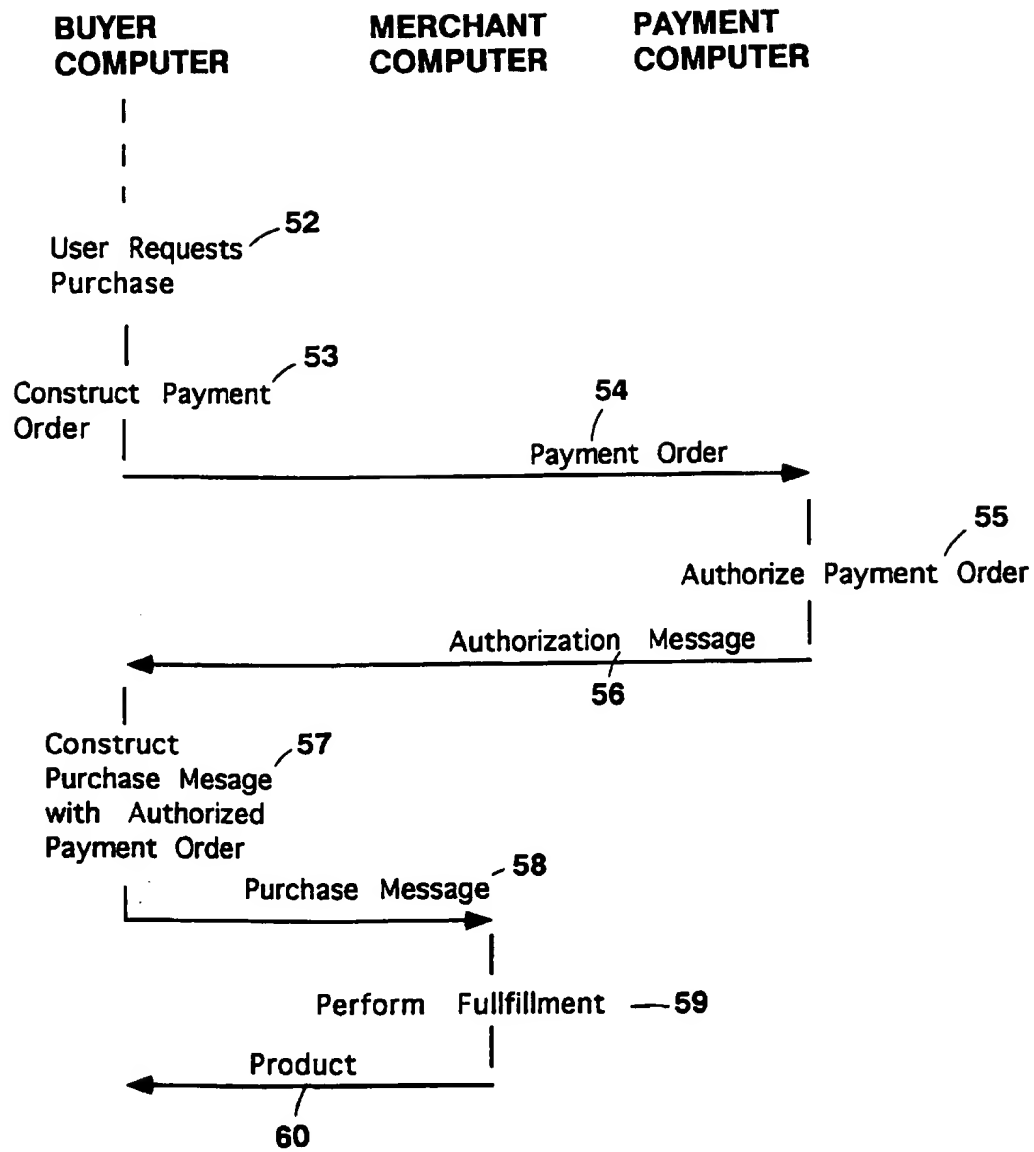 BUYER
COMPUTER
MERCHANT
COMPUTER
PAYMENT
COMPUTER
52
User Requests
Purchase
53
Construct Payment
Order
54
Payment Order
55
Authorize Payment Order
Authorization Message
56
Construct
57
Purchase Mesage
with Authorized
Payment Order
58
Purchase Message
Perform Fullfillment
59
Product
60